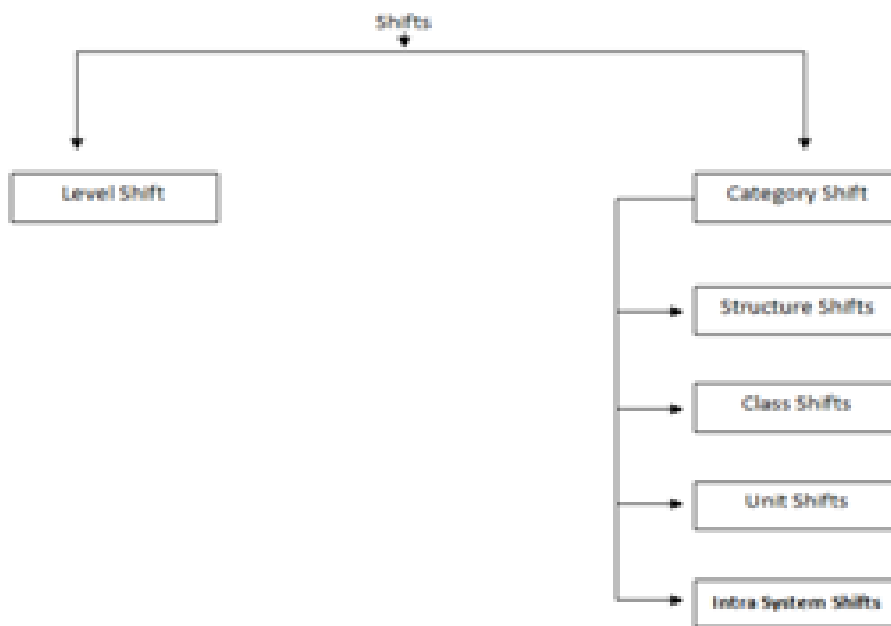 Shifts
Level Shift
Category Shift
Structure Shifts
Class Shifts
Unit Shifts
Intra System Shifts